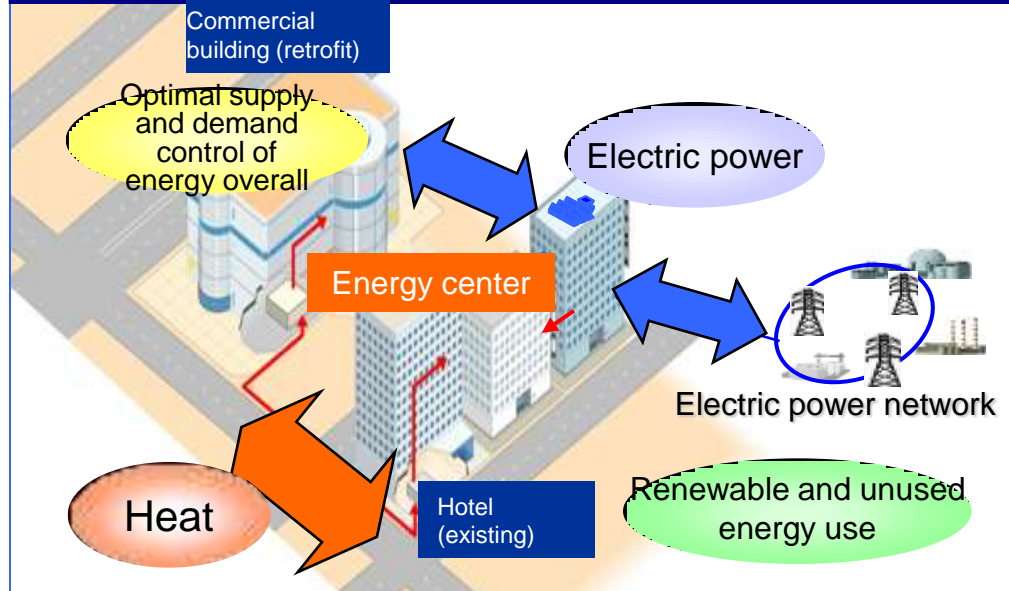 Commercial
building (retrofit)
Optimal supply
and demand
control of
energy overall
Electric power
Energy center
Electric power network
Heat
Hotel
(existing)
Renewable and unused
energy use